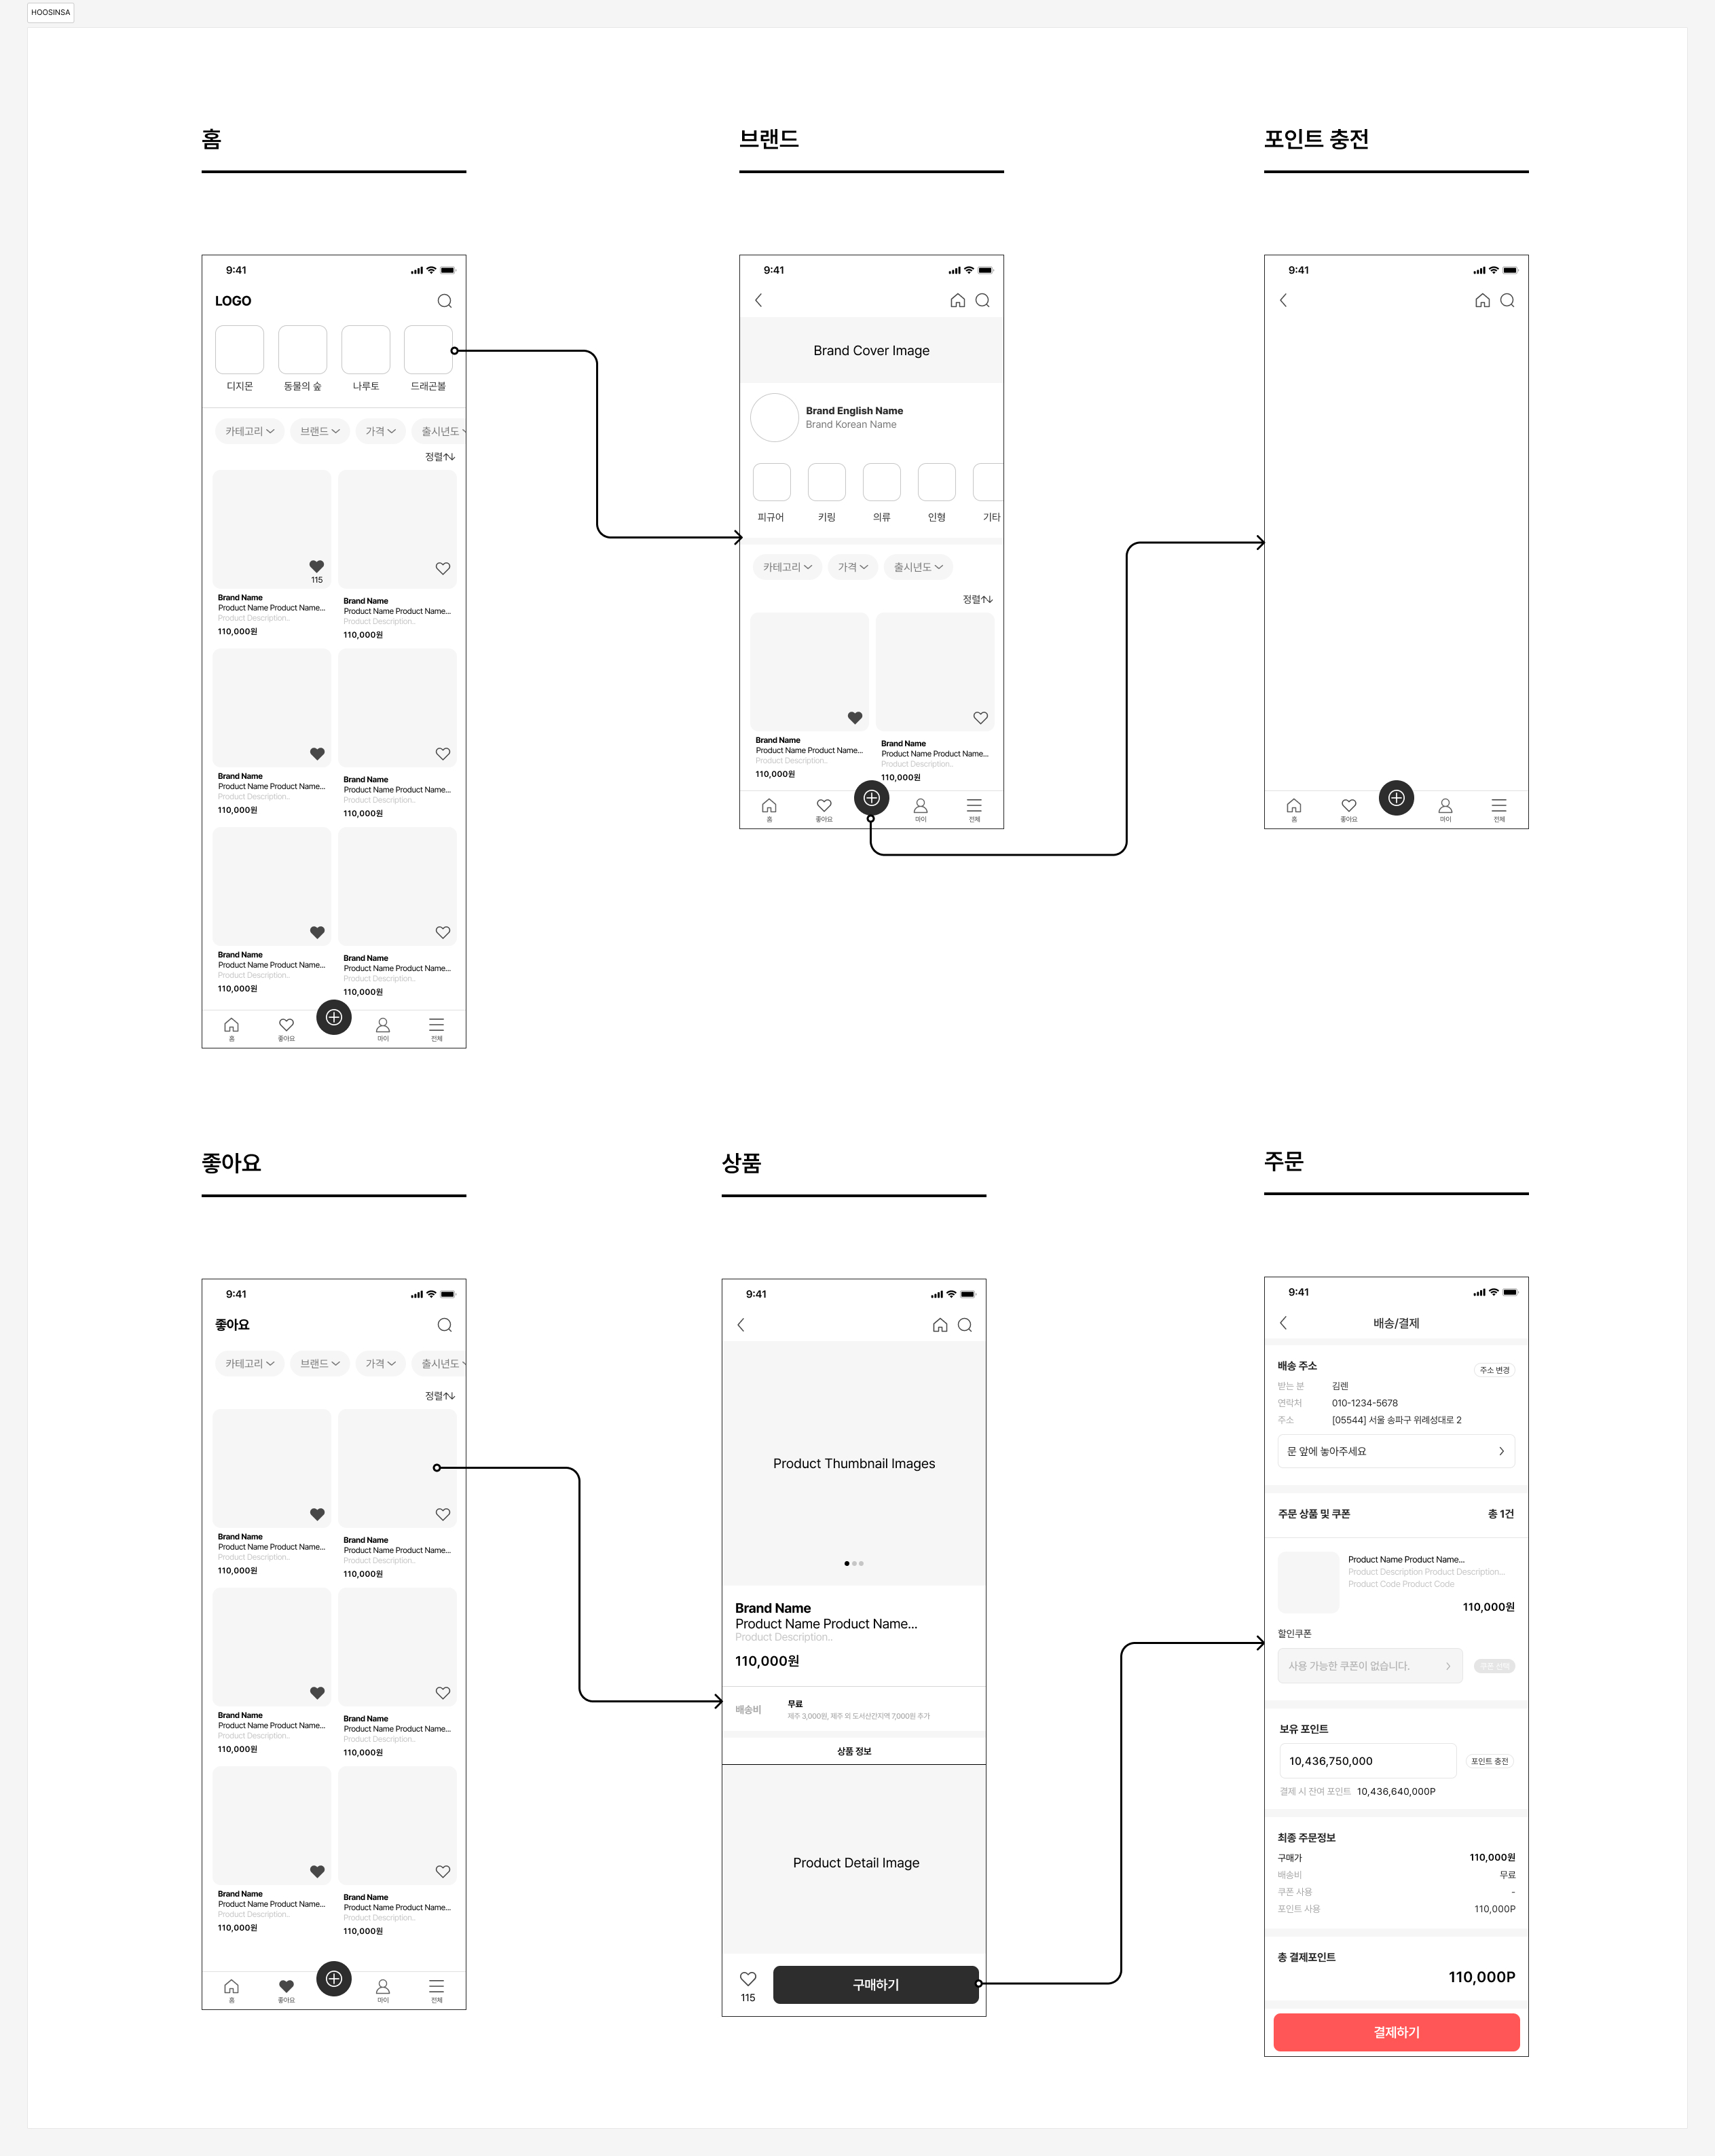 HOOSINSA
홈
9:41
LOGO
디지몬
동물의 숲
나루토
드래곤볼
카테고리
브랜드
가격
출시년도
정렬
115
Brand Name
Product Name Product Name...
Product Description..
110,000원
Brand Name
Product Name Product Name...
Product Description..
110,000원
Brand Name
Product Name Product Name...
Product Description..
110,000원
Brand Name
Product Name Product Name...
Product Description..
110,000원
Brand Name
Product Name Product Name...
Product Description..
110,000원
Brand Name
Product Name Product Name...
Product Description..
110,000원
홈
좋아요
마이
전체
브랜드
9:41
Brand Cover Image
Brand English Name
Brand Korean Name
피규어
키링
의류
인형
기타
카테고리
가격
출시년도
정렬
Brand Name
Product Name Product Name...
Product Description..
110,000원
Brand Name
Product Name Product Name...
Product Description..
110,000원
홈
좋아요
마이
전체
포인트 충전
9:41
홈
좋아요
마이
전체
좋아요
9:41
좋아요
카테고리
브랜드
가격
출시년도
정렬
Brand Name
Product Name Product Name...
Product Description..
110,000원
Brand Name
Product Name Product Name...
Product Description..
110,000원
Brand Name
Product Name Product Name...
Product Description..
110,000원
Brand Name
Product Name Product Name...
Product Description..
110,000원
Brand Name
Product Name Product Name...
Product Description..
110,000원
Brand Name
Product Name Product Name...
Product Description..
110,000원
홈
좋아요
마이
전체
상품
9:41
Product Thumbnail Images
Brand Name
Product Name Product Name...
Product Description..
110,000원
배송비
무료
제주 3,000원, 제주 외 도서산간지역 7,000원 추가
상품 정보
Product Detail Image
115
구매하기
주문
9:41
배송/결제
배송 주소
주소 변경
받는 분 김렌
연락처 010-1234-5678
주소 [05544] 서울 송파구 위례성대로 2
문 앞에 놓아주세요
주문 상품 및 쿠폰 총 1건
Product Name Product Name...
Product Description Product Description...
Product Code Product Code
110,000원
할인쿠폰
사용 가능한 쿠폰이 없습니다.
쿠폰 선택
보유 포인트
10,436,750,000
포인트 충전
결제 시 잔여 포인트 10,436,640,000P
최종 주문정보
구매가 110,000원
배송비 무료
쿠폰 사용 -
포인트 사용 110,000P
총 결제포인트
110,000P
결제하기